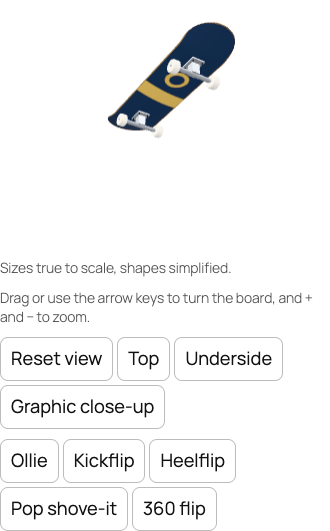 Sizes true to scale, shapes simplified.
Drag or use the arrow keys to turn the board, and +
and − to zoom.
Reset view
Top
Underside
Graphic close-up
Ollie
Kickflip
Heelflip
Pop shove-it
360 flip